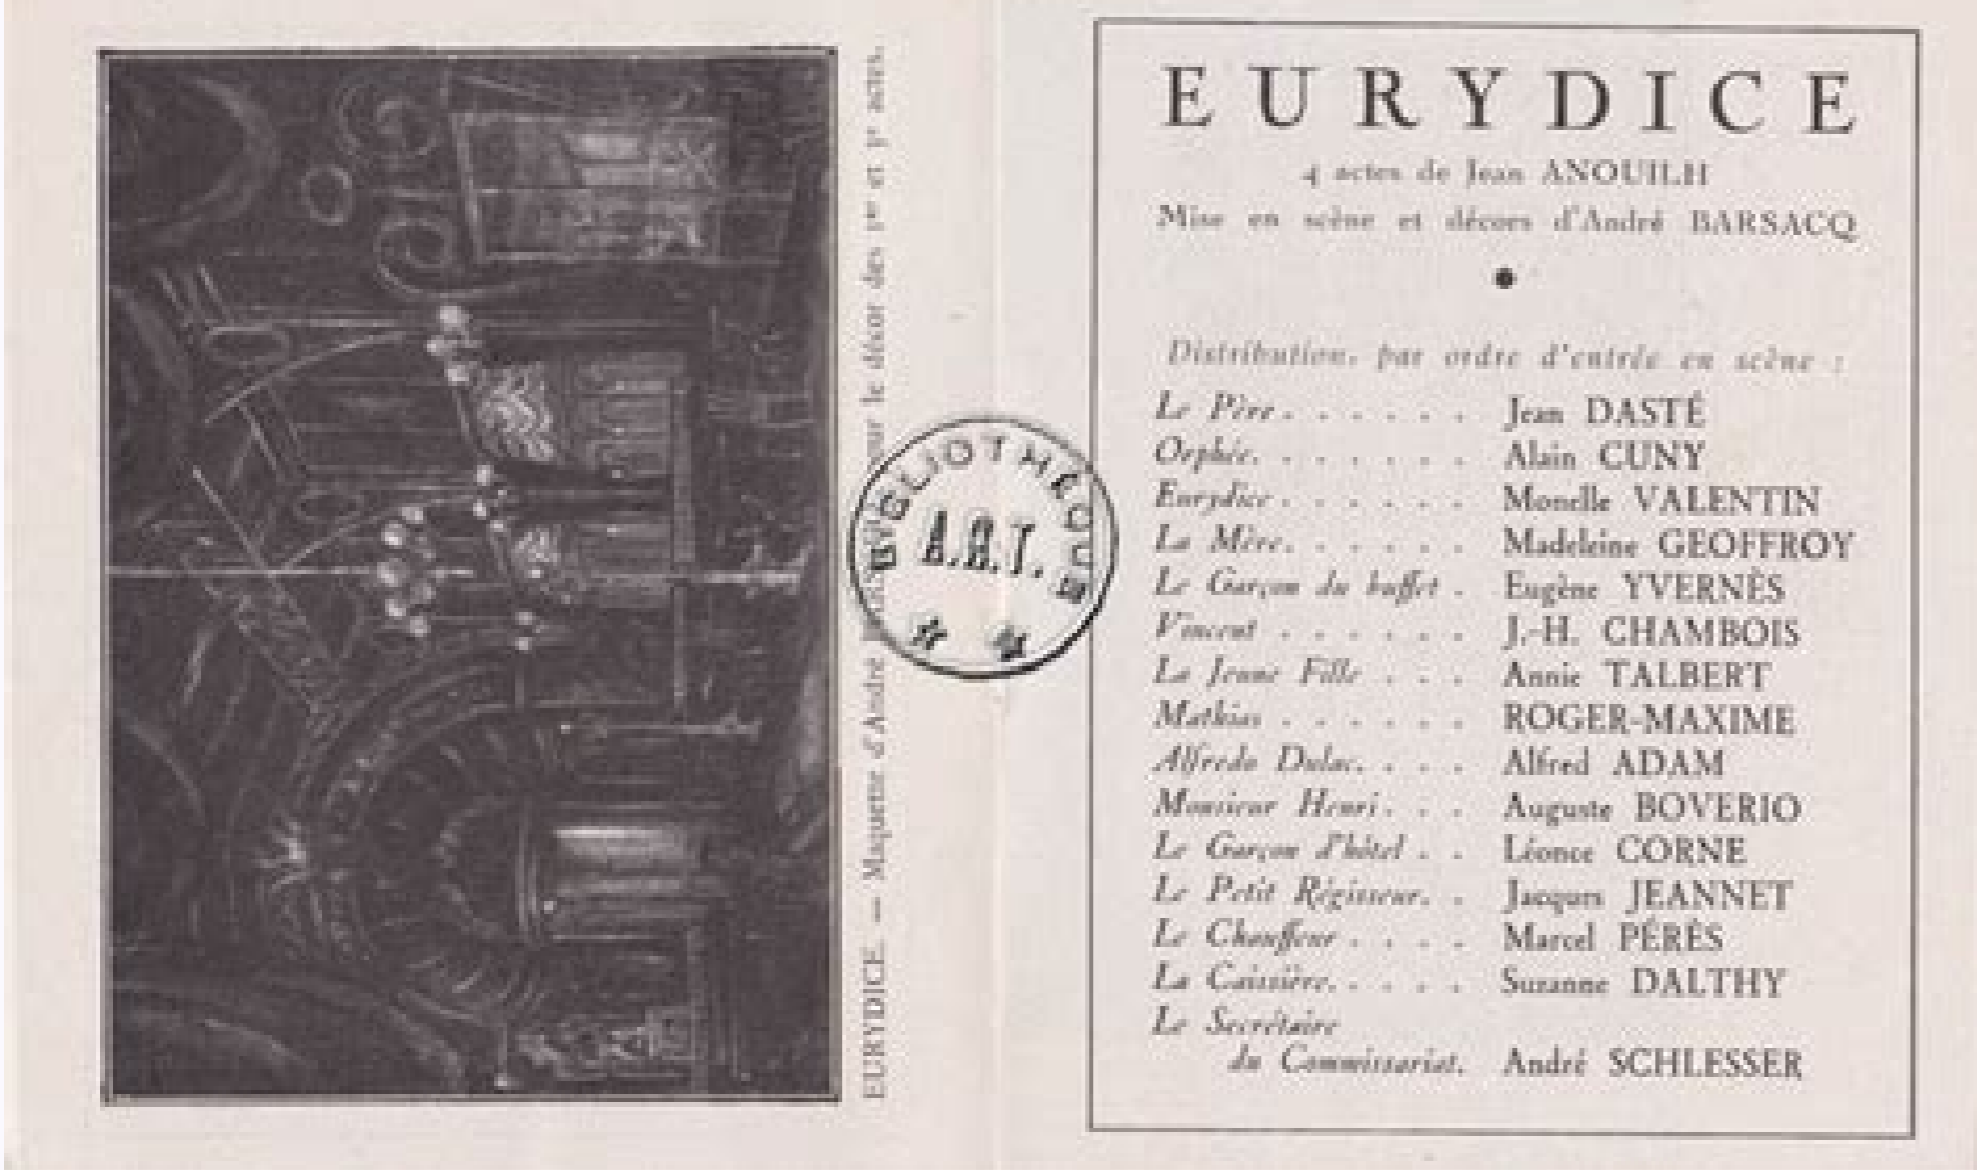 EURYDICE. — Maquette d'André pour le décor des 1er et 3e actes.
BIBLIOTHÈQUE
A.R.T.
EURYDICE
4 actes de Jean ANOUILH
Mise en scène et décors d'André BARSACQ
Distribution, par ordre d'entrée en scène :
Le Père . . . . . . Jean DASTÉ
Orphée. . . . . . . Alain CUNY
Eurydice . . . . . . Monelle VALENTIN
La Mère. . . . . . Madeleine GEOFFROY
Le Garçon du buffet . Eugène YVERNÈS
Vincent . . . . . . J.-H. CHAMBOIS
La Jeune Fille . . . Annie TALBERT
Mathias . . . . . . ROGER-MAXIME
Alfredo Dulac. . . . Alfred ADAM
Monsieur Henri . . . Auguste BOVERIO
Le Garçon d'hôtel . . Léonce CORNE
Le Petit Régisseur. . Jacques JEANNET
Le Chauffeur . . . . Marcel PÉRÈS
La Caissière. . . . . Suzanne DALTHY
Le Secrétaire
du Commissariat. André SCHLESSER